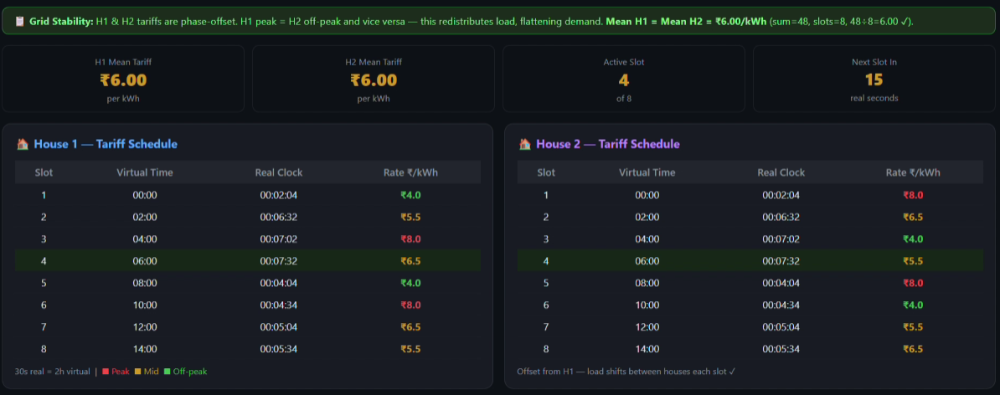 📋 Grid Stability: H1 & H2 tariffs are phase-offset. H1 peak = H2 off-peak and vice versa — this redistributes load, flattening demand. Mean H1 = Mean H2 = ₹6.00/kWh (sum=48, slots=8, 48÷8=6.00 ✓).
H1 Mean Tariff
₹6.00
per kWh
H2 Mean Tariff
₹6.00
per kWh
Active Slot
4
of 8
Next Slot In
15
real seconds
🏠 House 1 — Tariff Schedule
Slot Virtual Time Real Clock Rate ₹/kWh
1 00:00 00:02:04 ₹4.0
2 02:00 00:06:32 ₹5.5
3 04:00 00:07:02 ₹8.0
4 06:00 00:07:32 ₹6.5
5 08:00 00:04:04 ₹4.0
6 10:00 00:04:34 ₹8.0
7 12:00 00:05:04 ₹6.5
8 14:00 00:05:34 ₹5.5
30s real = 2h virtual | Peak Mid Off-peak
🏠 House 2 — Tariff Schedule
Slot Virtual Time Real Clock Rate ₹/kWh
1 00:00 00:02:04 ₹8.0
2 02:00 00:06:32 ₹6.5
3 04:00 00:07:02 ₹4.0
4 06:00 00:07:32 ₹5.5
5 08:00 00:04:04 ₹8.0
6 10:00 00:04:34 ₹4.0
7 12:00 00:05:04 ₹5.5
8 14:00 00:05:34 ₹6.5
Offset from H1 — load shifts between houses each slot ✓